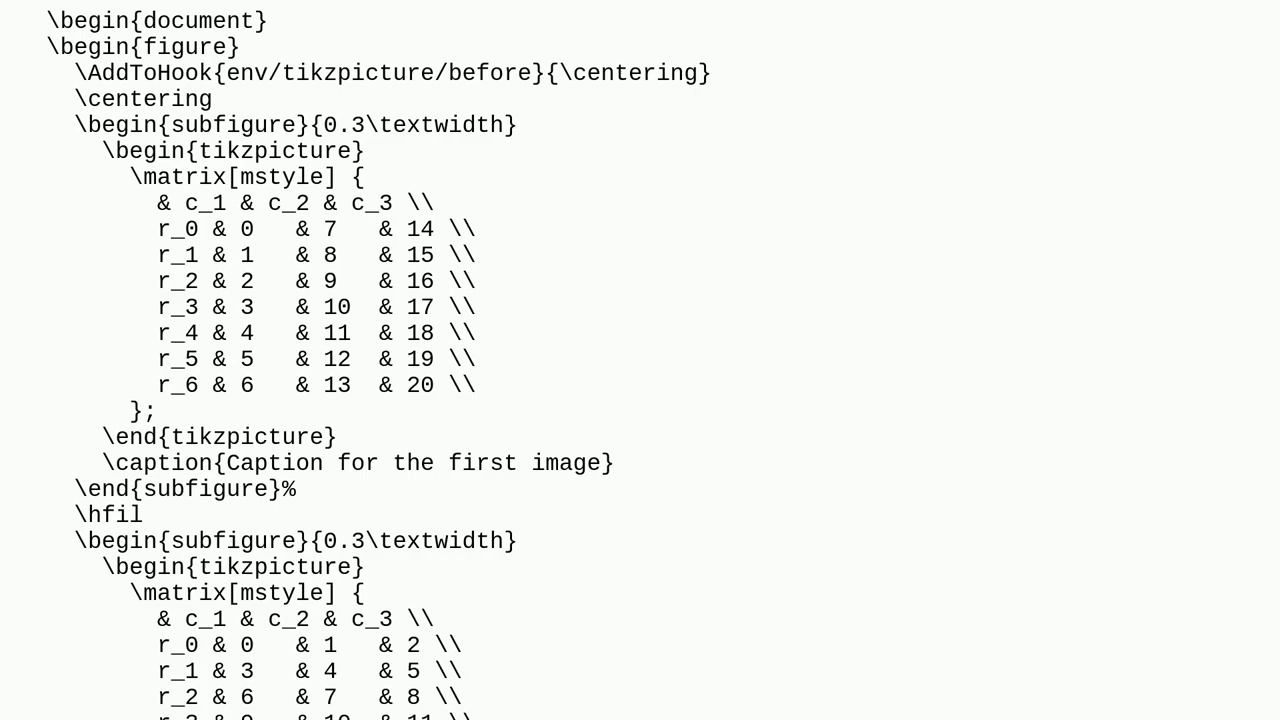 \begin{document}
\begin{figure}
  \AddToHook{env/tikzpicture/before}{\centering}
  \centering
  \begin{subfigure}{0.3\textwidth}
    \begin{tikzpicture}
      \matrix[mstyle] {
        & c_1 & c_2 & c_3 \\
        r_0 & 0   & 7   & 14 \\
        r_1 & 1   & 8   & 15 \\
        r_2 & 2   & 9   & 16 \\
        r_3 & 3   & 10  & 17 \\
        r_4 & 4   & 11  & 18 \\
        r_5 & 5   & 12  & 19 \\
        r_6 & 6   & 13  & 20 \\
      };
    \end{tikzpicture}
    \caption{Caption for the first image}
  \end{subfigure}%
  \hfil
  \begin{subfigure}{0.3\textwidth}
    \begin{tikzpicture}
      \matrix[mstyle] {
        & c_1 & c_2 & c_3 \\
        r_0 & 0   & 1   & 2 \\
        r_1 & 3   & 4   & 5 \\
        r_2 & 6   & 7   & 8 \\
        r_3 & 9   & 10  & 11 \\